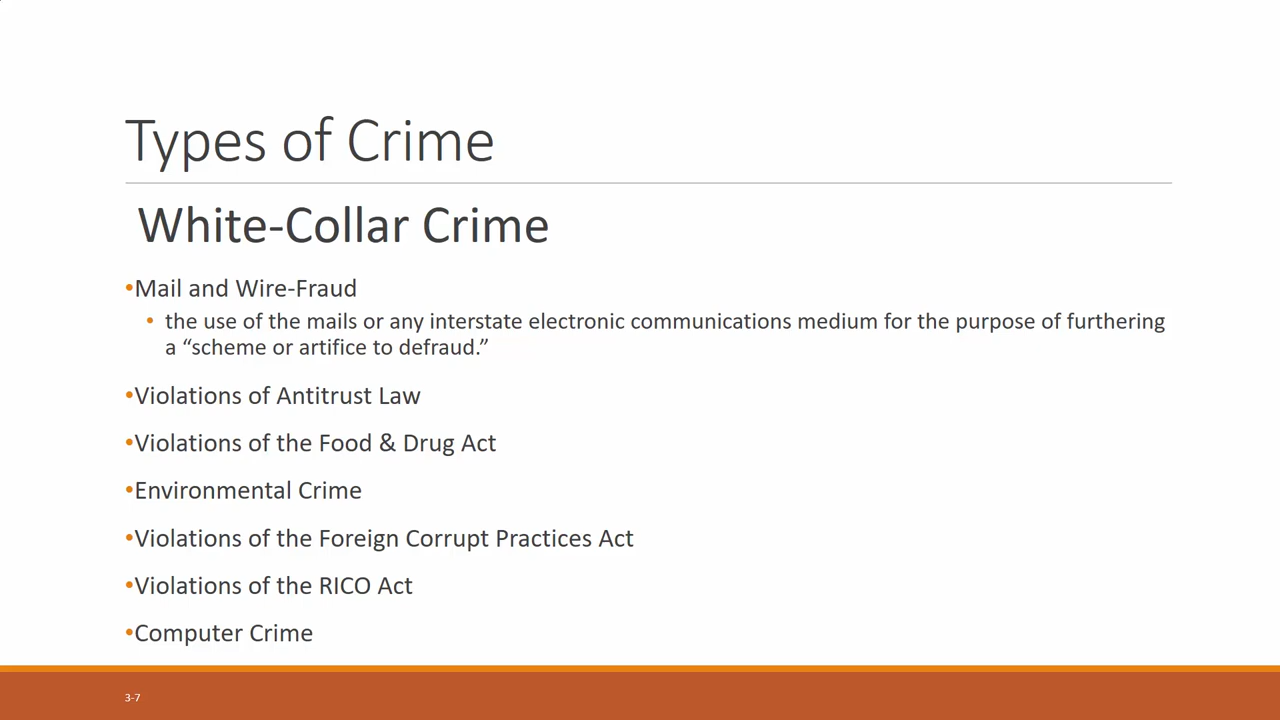 Types of Crime
White-Collar Crime
•Mail and Wire-Fraud
• the use of the mails or any interstate electronic communications medium for the purpose of furthering
a “scheme or artifice to defraud.”
•Violations of Antitrust Law
•Violations of the Food & Drug Act
•Environmental Crime
•Violations of the Foreign Corrupt Practices Act
•Violations of the RICO Act
•Computer Crime
3-7